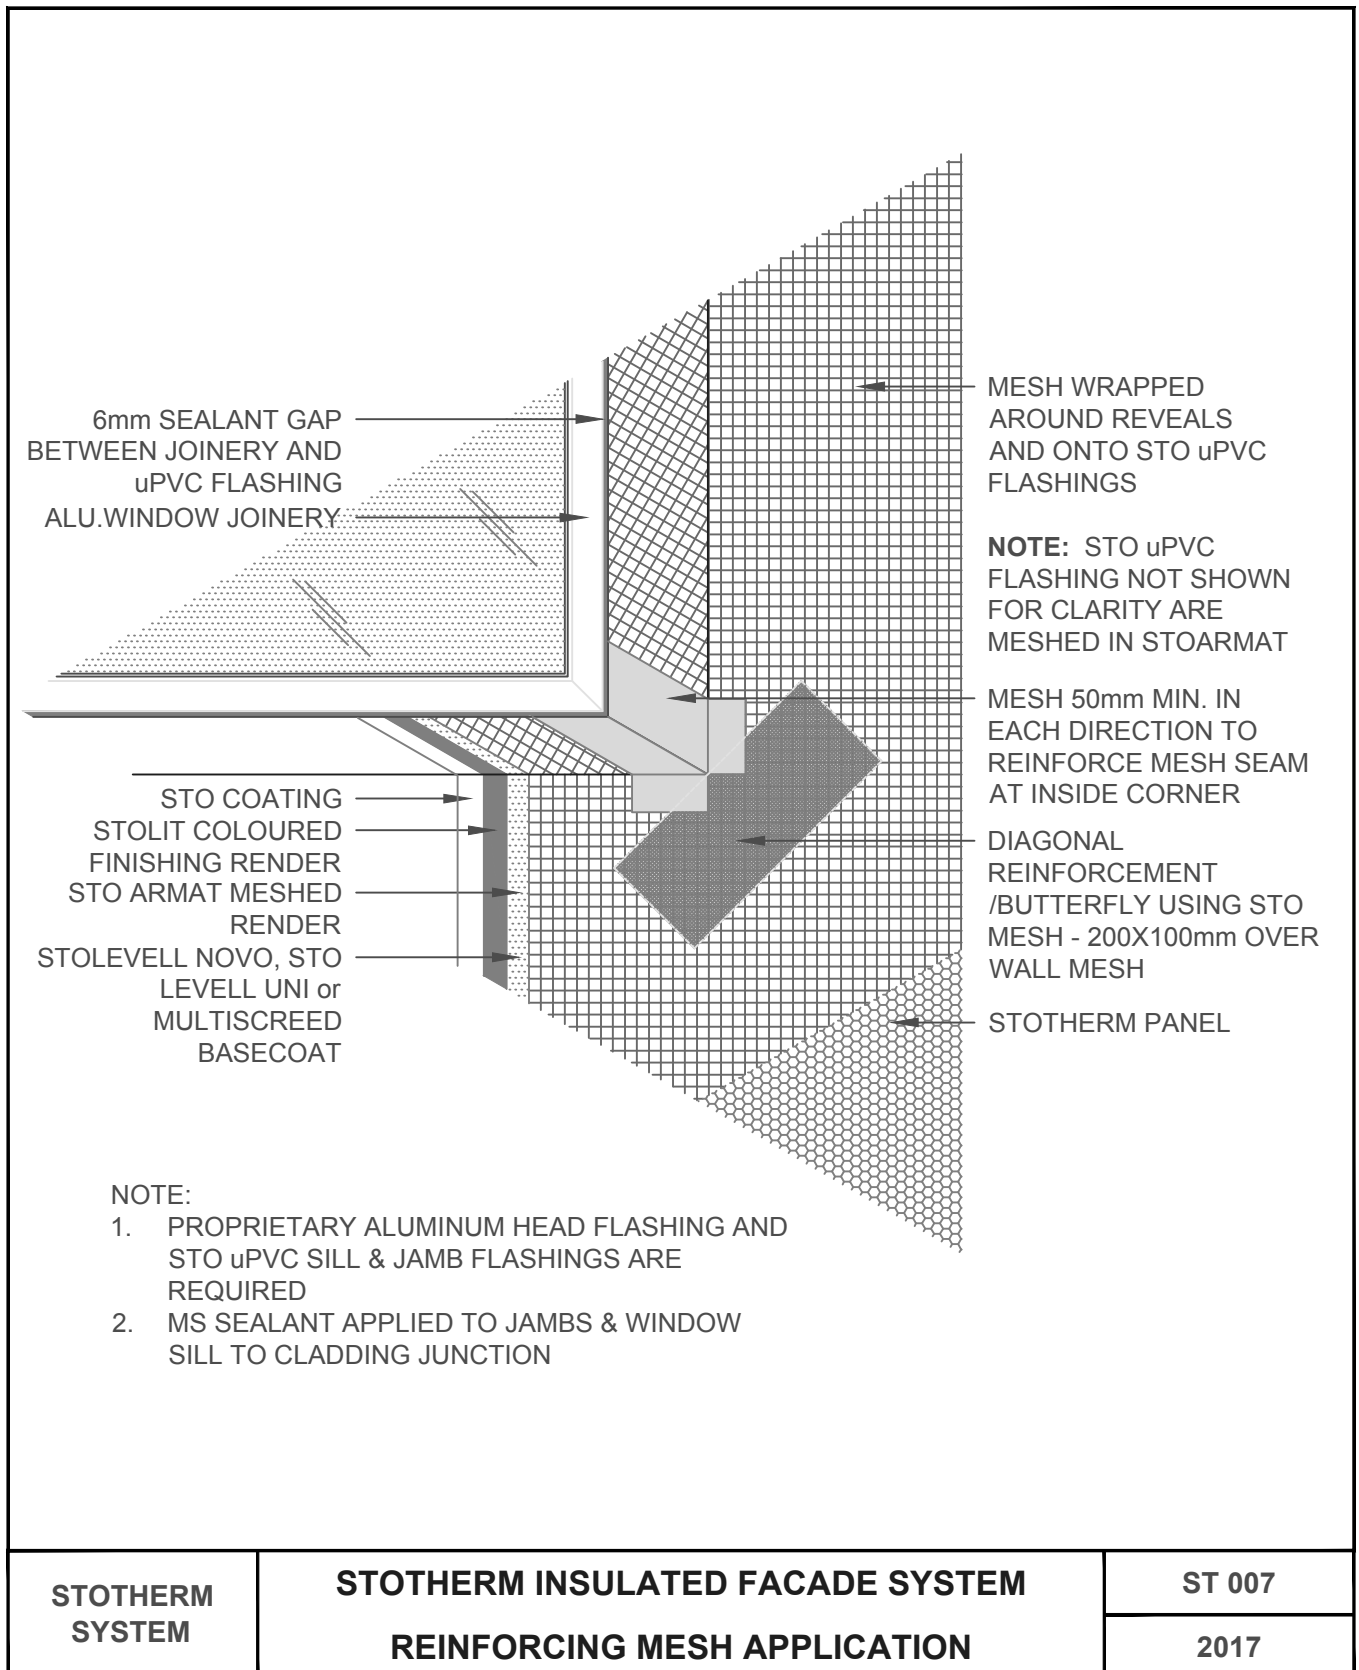 6mm SEALANT GAP
BETWEEN JOINERY AND
uPVC FLASHING
ALU.WINDOW JOINERY
STO COATING
STOLIT COLOURED
FINISHING RENDER
STO ARMAT MESHED
RENDER
STOLEVELL NOVO, STO
LEVELL UNI or
MULTISCREED
BASECOAT
MESH WRAPPED
AROUND REVEALS
AND ONTO STO uPVC
FLASHINGS
NOTE: STO uPVC
FLASHING NOT SHOWN
FOR CLARITY ARE
MESHED IN STOARMAT
MESH 50mm MIN. IN
EACH DIRECTION TO
REINFORCE MESH SEAM
AT INSIDE CORNER
DIAGONAL
REINFORCEMENT
/BUTTERFLY USING STO
MESH - 200X100mm OVER
WALL MESH
STOTHERM PANEL
NOTE:
1. PROPRIETARY ALUMINUM HEAD FLASHING AND
STO uPVC SILL & JAMB FLASHINGS ARE
REQUIRED
2. MS SEALANT APPLIED TO JAMBS & WINDOW
SILL TO CLADDING JUNCTION
STOTHERM
SYSTEM
STOTHERM INSULATED FACADE SYSTEM
REINFORCING MESH APPLICATION
ST 007
2017